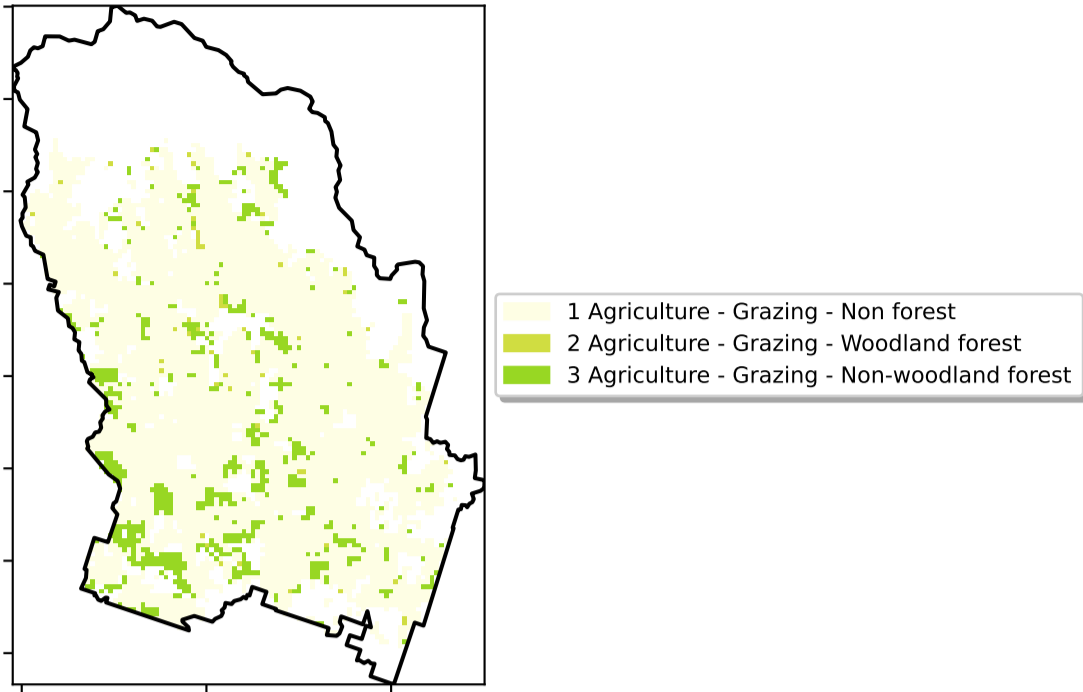 1 Agriculture - Grazing - Non forest
2 Agriculture - Grazing - Woodland forest
3 Agriculture - Grazing - Non-woodland forest